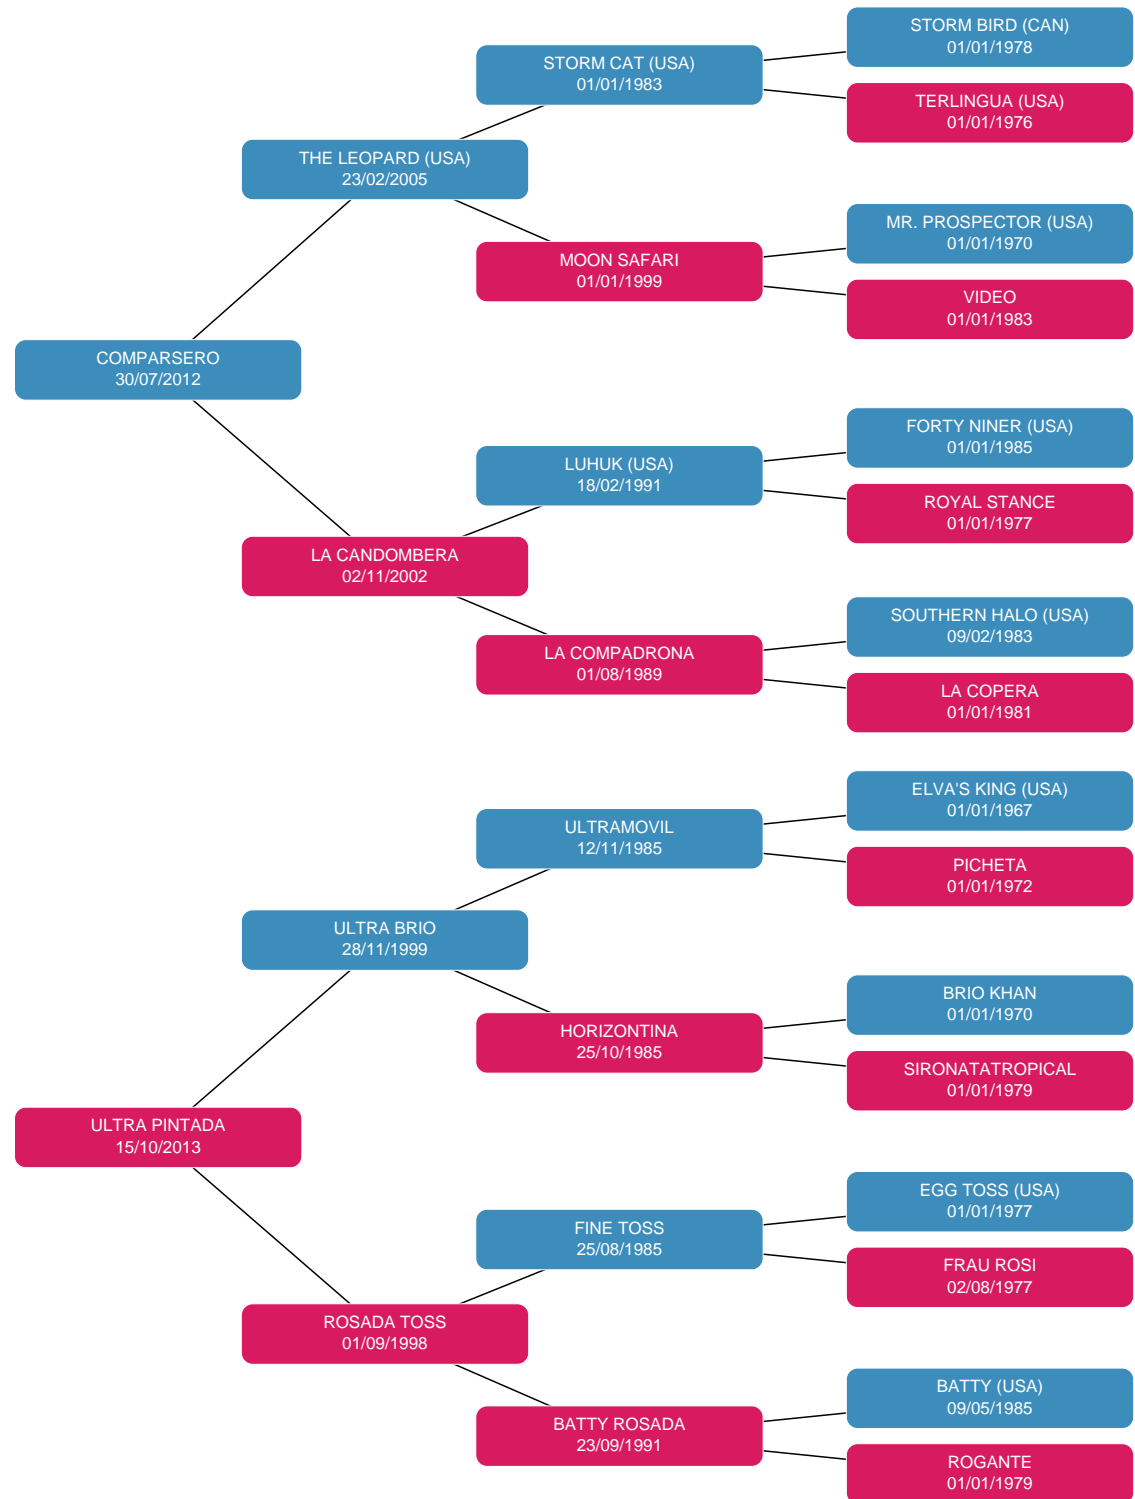 STORM BIRD (CAN)
01/01/1978
STORM CAT (USA)
01/01/1983
TERLINGUA (USA)
01/01/1976
THE LEOPARD (USA)
23/02/2005
MR. PROSPECTOR (USA)
01/01/1970
MOON SAFARI
01/01/1999
VIDEO
01/01/1983
COMPARSERO
30/07/2012
FORTY NINER (USA)
01/01/1985
LUHUK (USA)
18/02/1991
ROYAL STANCE
01/01/1977
LA CANDOMBERA
02/11/2002
SOUTHERN HALO (USA)
09/02/1983
LA COMPADRONA
01/08/1989
LA COPERA
01/01/1981
ELVA'S KING (USA)
01/01/1967
ULTRAMOVIL
12/11/1985
PICHETA
01/01/1972
ULTRA BRIO
28/11/1999
BRIO KHAN
01/01/1970
HORIZONTINA
25/10/1985
SIRONATATROPICAL
01/01/1979
ULTRA PINTADA
15/10/2013
EGG TOSS (USA)
01/01/1977
FINE TOSS
25/08/1985
FRAU ROSI
02/08/1977
ROSADA TOSS
01/09/1998
BATTY (USA)
09/05/1985
BATTY ROSADA
23/09/1991
ROGANTE
01/01/1979